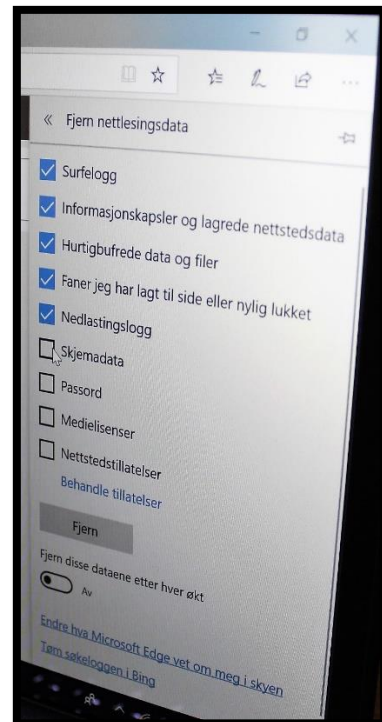 Fjern nettlesingsdata
Surfelogg
Informasjonskapsler og lagrede nettstedsdata
Hurtigbufrede data og filer
Faner jeg har lagt til side eller nylig lukket
Nedlastingslogg
Skjemadata
Passord
Medielisenser
Nettstedstillatelser
Behandle tillatelser
Fjern
Fjern disse dataene etter hver økt
Av
Endre hva Microsoft Edge vet om meg i skyen
Tøm søkeloggen i Bing